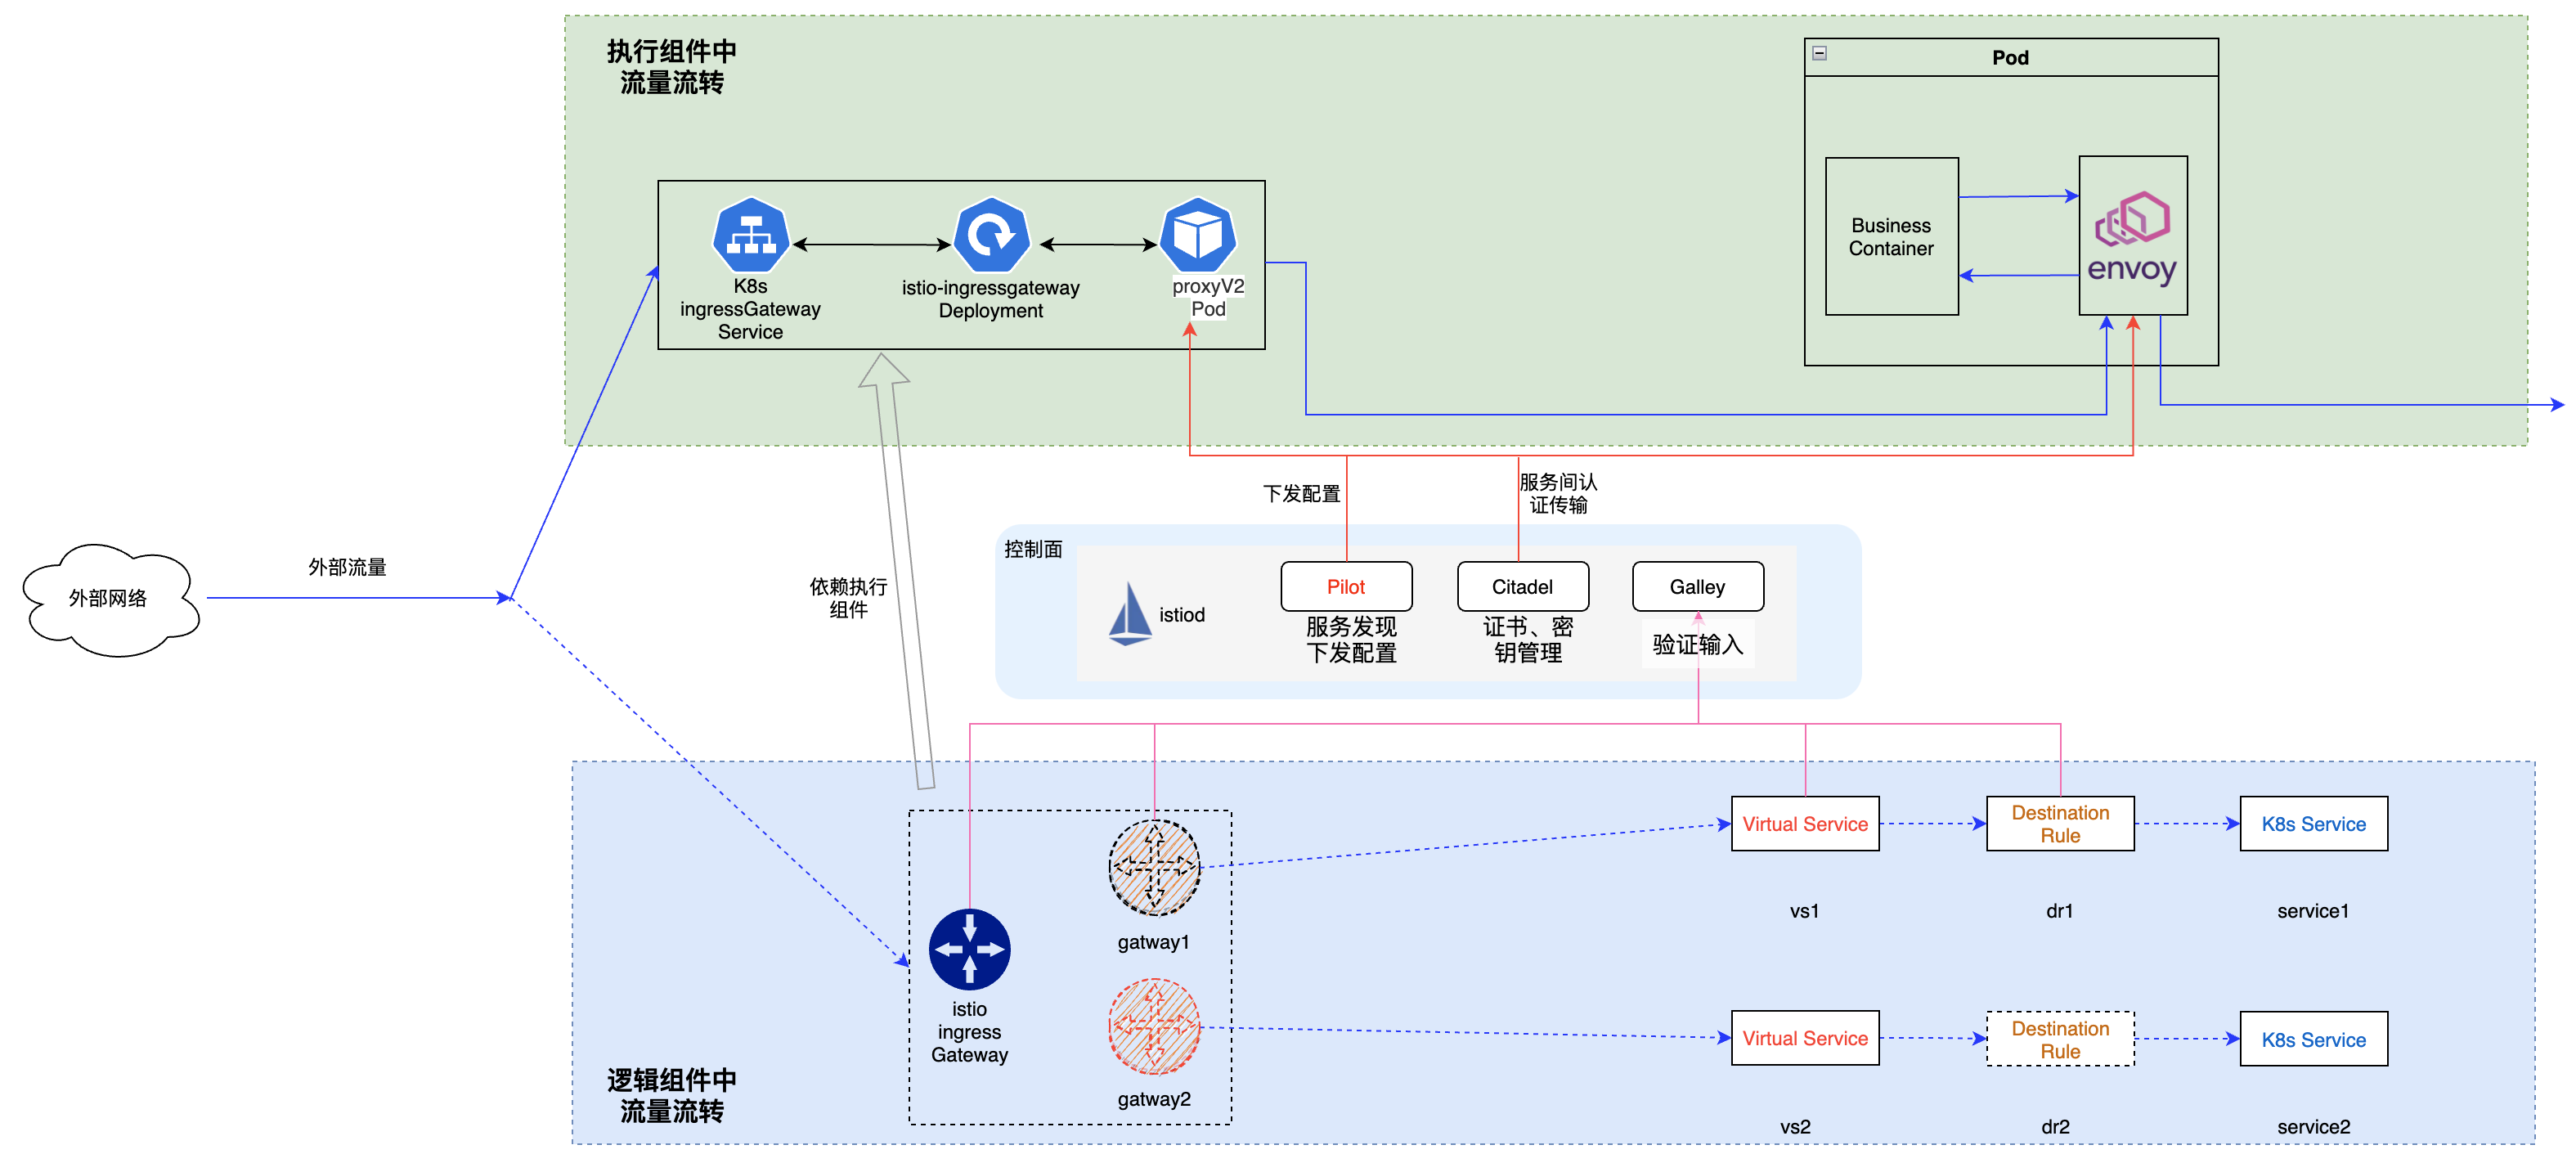 执行组件中
流量流转
Pod
Business
Container
envoy
K8s
ingressGateway
Service
istio-ingressgateway
Deployment
proxyV2
Pod
下发配置
服务间认
证传输
控制面
外部网络
外部流量
依赖执行
组件
istiod
Pilot
服务发现
下发配置
Citadel
证书、密
钥管理
Galley
验证输入
istio
ingress
Gateway
gatway1
gatway2
Virtual Service
vs1
Destination
Rule
dr1
K8s Service
service1
Virtual Service
vs2
Destination
Rule
dr2
K8s Service
service2
逻辑组件中
流量流转